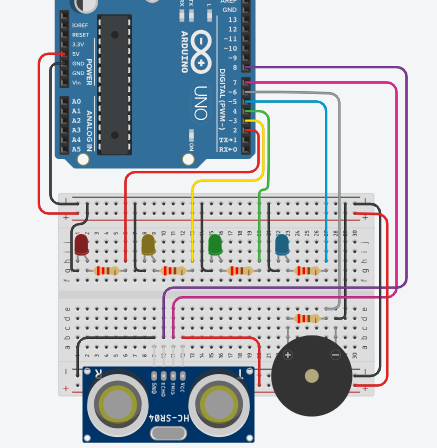 AREF
GND
13
12
~11
~10
~9
8
7
~6
~5
4
~3
2
TX→1
RX←0
DIGITAL (PWM~)
IOREF
RESET
3.3V
5V
GND
GND
Vin
POWER
A0
A1
A2
A3
A4
A5
ANALOG IN
ARDUINO
UNO
TX
RX
L
ON
HC-SR04
Vcc
TRIG
ECHO
GND
T
R